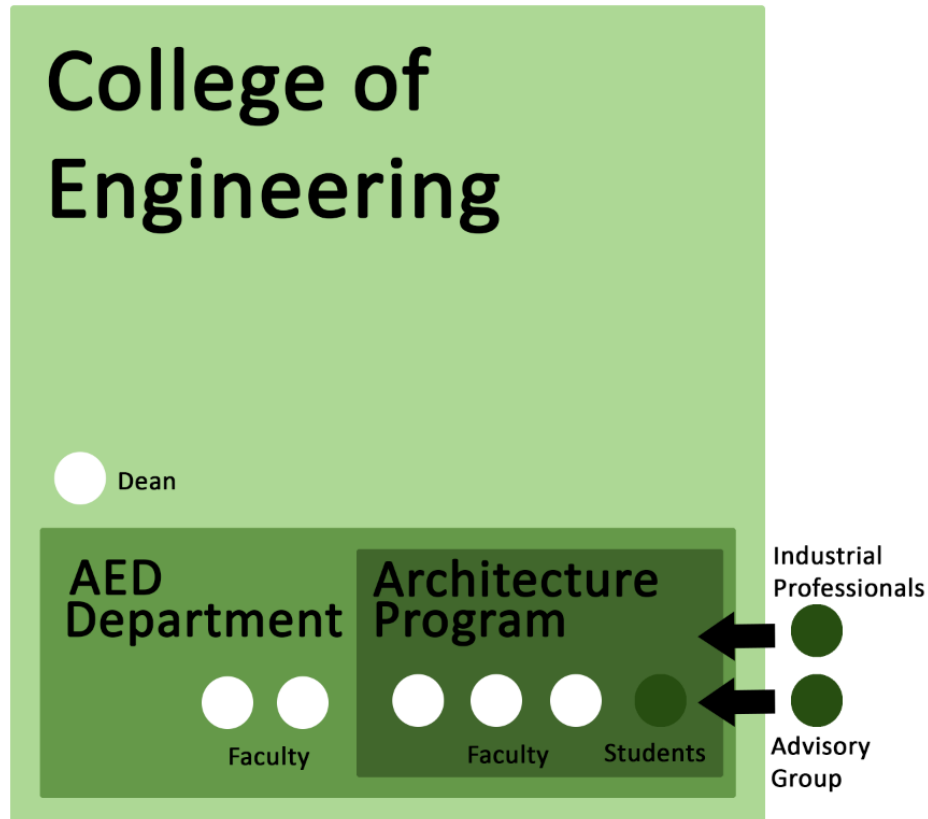 College of
Engineering
Dean
AED
Department
Faculty
Architecture
Program
Faculty
Students
Industrial
Professionals
Advisory
Group